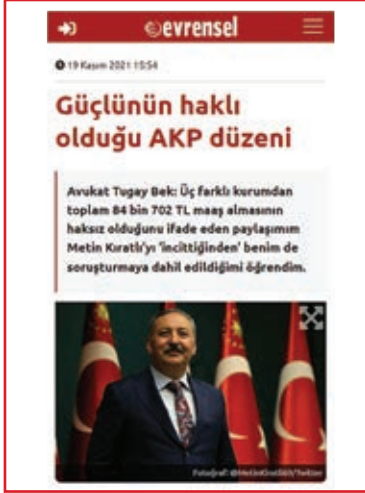 evrensel
19 Kasım 2021 15:54
Güçlünün haklı
olduğu AKP düzeni
Avukat Tugay Bek: Üç farklı kurumdan
toplam 84 bin 702 TL maaş almasının
haksız olduğunu ifade eden paylaşımım
Metin Kıratlı'yı 'incittiğinden' benim de
soruşturmaya dahil edildiğimi öğrendim.
Fotoğraf: /Twitter